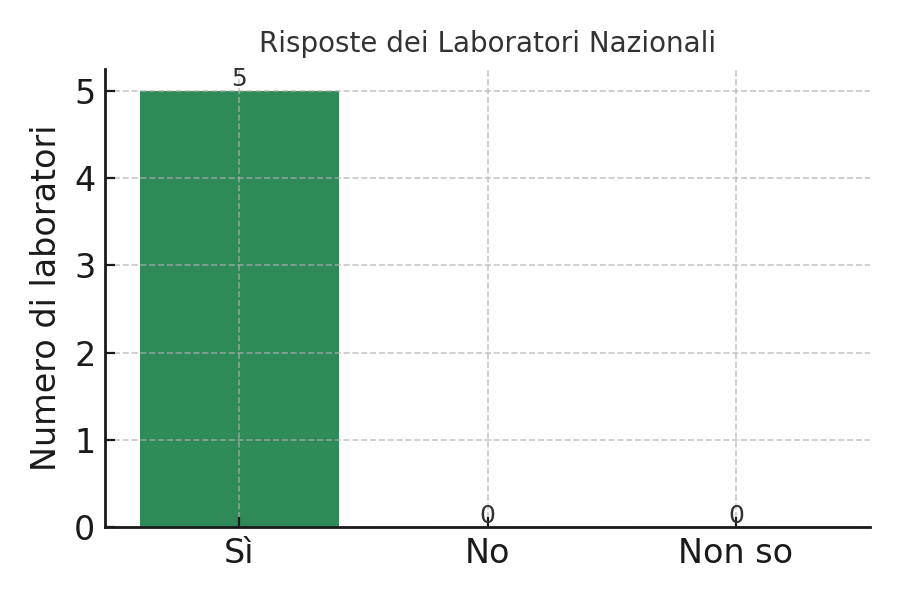 Risposte dei Laboratori Nazionali
5
5
4
3
2
1
0
0
0
Numero di laboratori
Sì
No
Non so